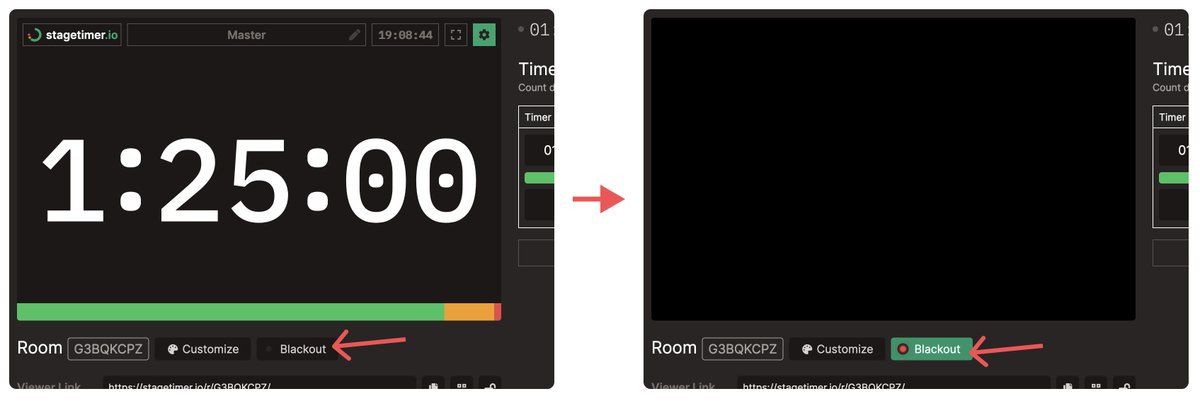 stagetimer.io Master 19:08:44
01:
Time
Count d
Timer
1:25:00
01
Room G3BQKCPZ Customize Blackout
Viewer Link https://stagetimer.io/r/G3BQKCPZ/
01:
Time
Count d
Timer
01
Room G3BQKCPZ Customize Blackout
Viewer Link https://stagetimer.io/r/G3BQKCPZ/